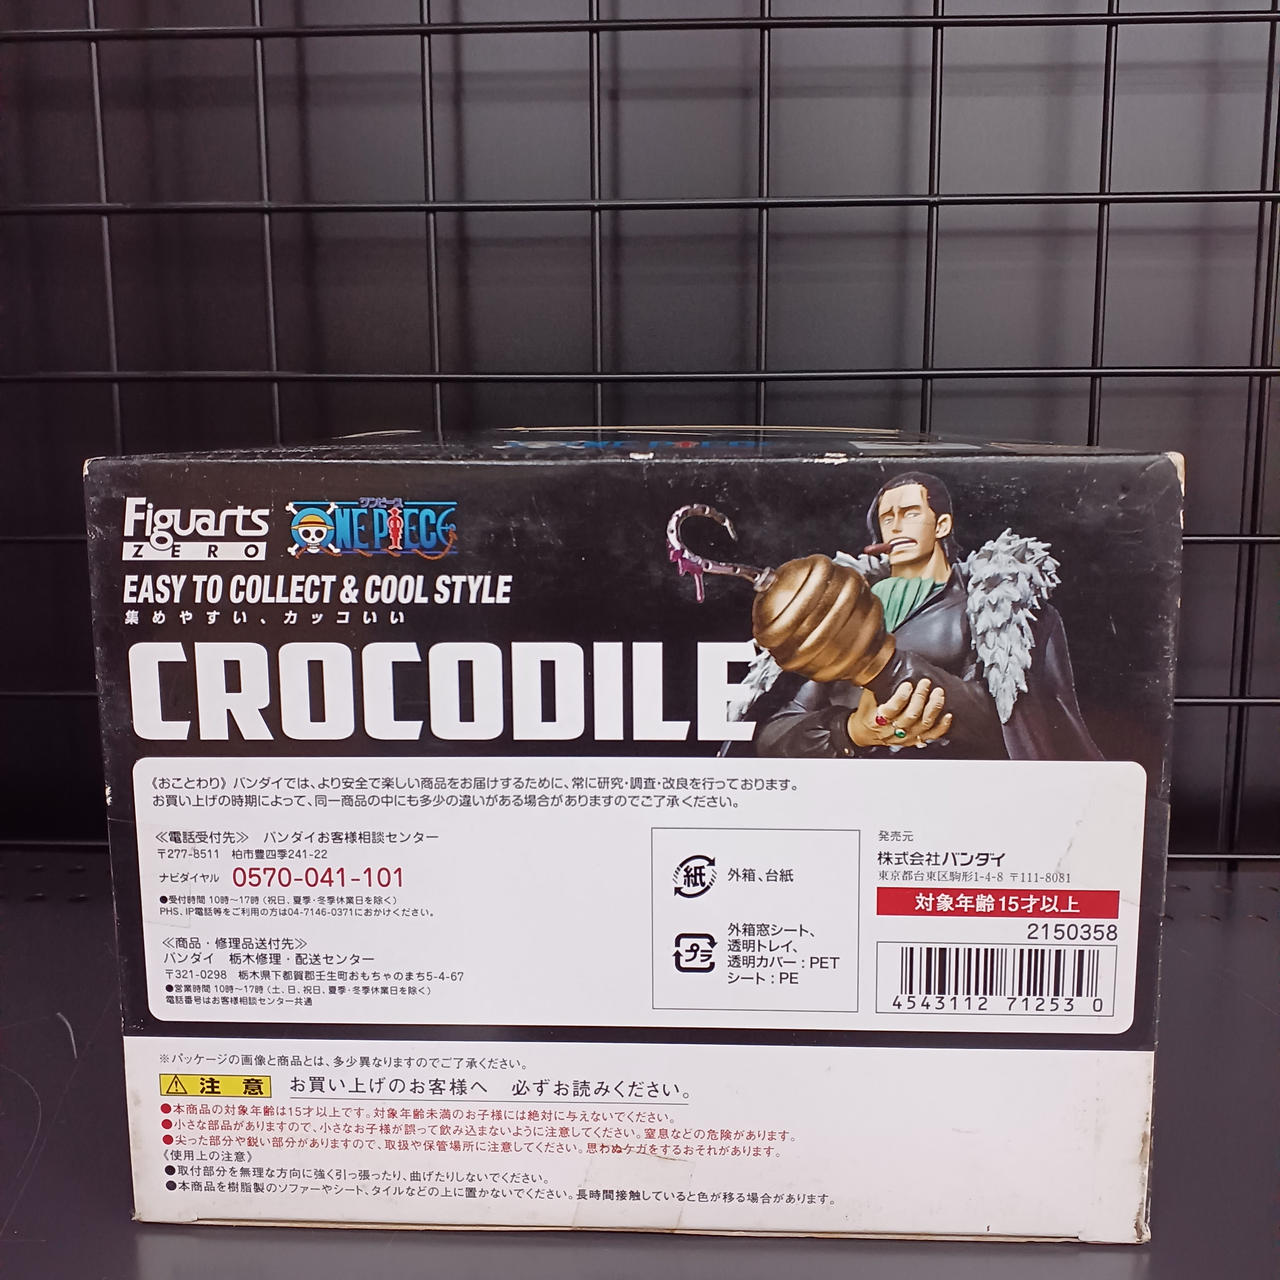 Figuarts
ZERO
ワンピース
ONE PIECE
EASY TO COLLECT & COOL STYLE
集めやすい、カッコいい
CROCODILE
《おことわり》バンダイでは、より安全で楽しい商品をお届けするために、常に研究・調査・改良を行っております。
お買い上げの時期によって、同一商品の中にも多少の違いがある場合がありますのでご了承ください。
≪電話受付先≫ バンダイお客様相談センター
〒277-8511 柏市豊四季241-22
ナビダイヤル 0570-041-101
●受付時間 10時〜17時(祝日、夏季・冬季休業日を除く)
PHS、IP電話等をご利用の方は04-7146-0371におかけください。
≪商品・修理品送付先≫
バンダイ 栃木修理・配送センター
〒321-0298 栃木県下都賀郡壬生町おもちゃのまち5-4-67
●営業時間 10時〜17時(土、日、祝日、夏季・冬季休業日を除く)
電話番号はお客様相談センター共通
紙
外箱、台紙
プラ
外箱窓シート、
透明トレイ、
透明カバー:PET
シート:PE
発売元
株式会社バンダイ
東京都台東区駒形1-4-8 〒111-8081
対象年齢15才以上
2150358
4543112 71253 0
※パッケージの画像と商品とは、多少異なりますのでご了承ください。
注意 お買い上げのお客様へ 必ずお読みください。
●本商品の対象年齢は15才以上です。対象年齢未満のお子様には絶対に与えないでください。
●小さな部品がありますので、小さなお子様が誤って飲み込まないように注意してください。窒息などの危険があります。
●尖った部分や鋭い部分がありますので、取扱や保管場所に注意してください。思わぬケガをするおそれがあります。
《使用上の注意》
●取付部分を無理な方向に強く引っ張ったり、曲げたりしないでください。
●本商品を樹脂製のソファーやシート、タイルなどの上に置かないでください。長時間接触していると色が移る場合があります。